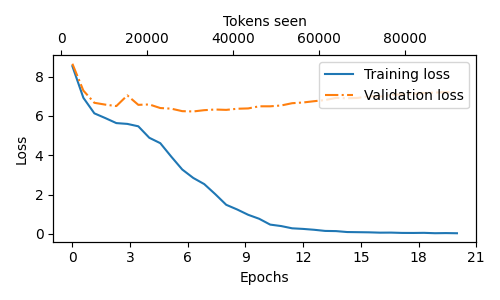 Tokens seen
0 20000 40000 60000 80000
Training loss
Validation loss
Loss
8
6
4
2
0
0 3 6 9 12 15 18 21
Epochs